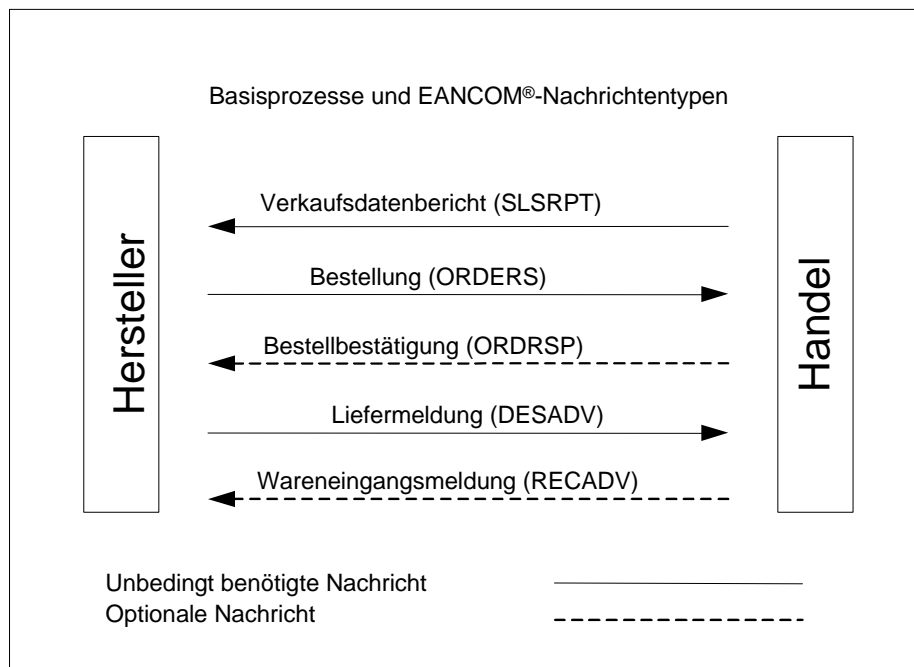 Basisprozesse und EANCOM®-Nachrichtentypen
Hersteller
Handel
Verkaufsdatenbericht (SLSRPT)
Bestellung (ORDERS)
Bestellbestätigung (ORDRSP)
Liefermeldung (DESADV)
Wareneingangsmeldung (RECADV)
Unbedingt benötigte Nachricht
Optionale Nachricht